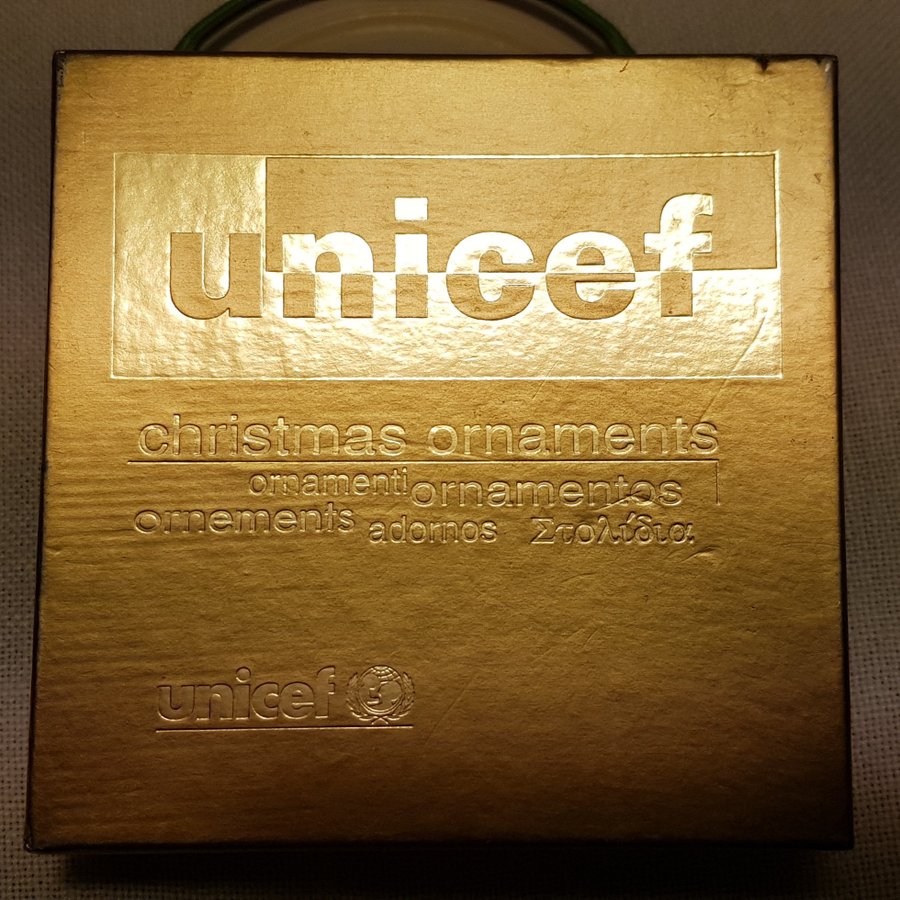 unicef
christmas ornaments
ornamenti ornamentos
ornements adornos Στολίδια
unicef